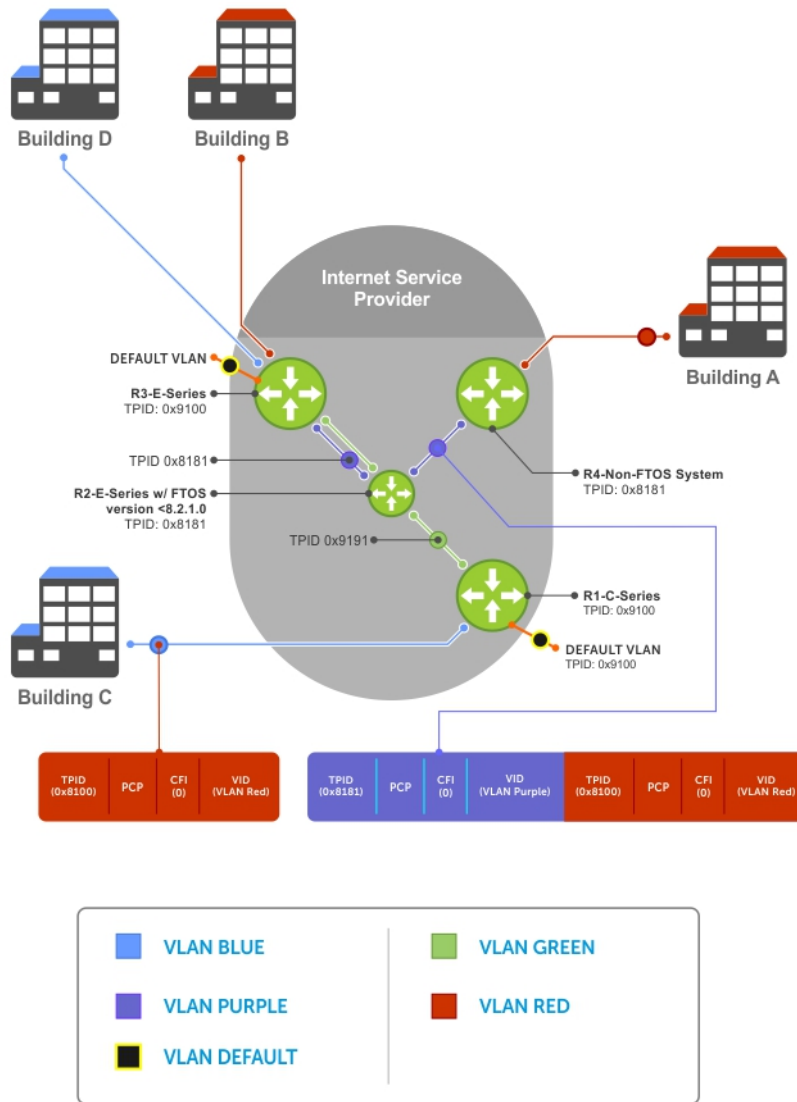 Building D
Building B
Internet Service
Provider
Building A
DEFAULT VLAN
R3-E-Series
TPID: 0x9100
TPID 0x8181
R4-Non-FTOS System
TPID: 0x8181
R2-E-Series w/ FTOS
version <8.2.1.0
TPID: 0x8181
TPID 0x9191
R1-C-Series
TPID: 0x9100
DEFAULT VLAN
TPID: 0x9100
Building C
TPID
(0x8100)
PCP
CFI
(0)
VID
(VLAN Red)
TPID
(0x8181)
PCP
CFI
(0)
VID
(VLAN Purple)
TPID
(0x8100)
PCP
CFI
(0)
VID
(VLAN Red)
VLAN BLUE
VLAN GREEN
VLAN PURPLE
VLAN RED
VLAN DEFAULT